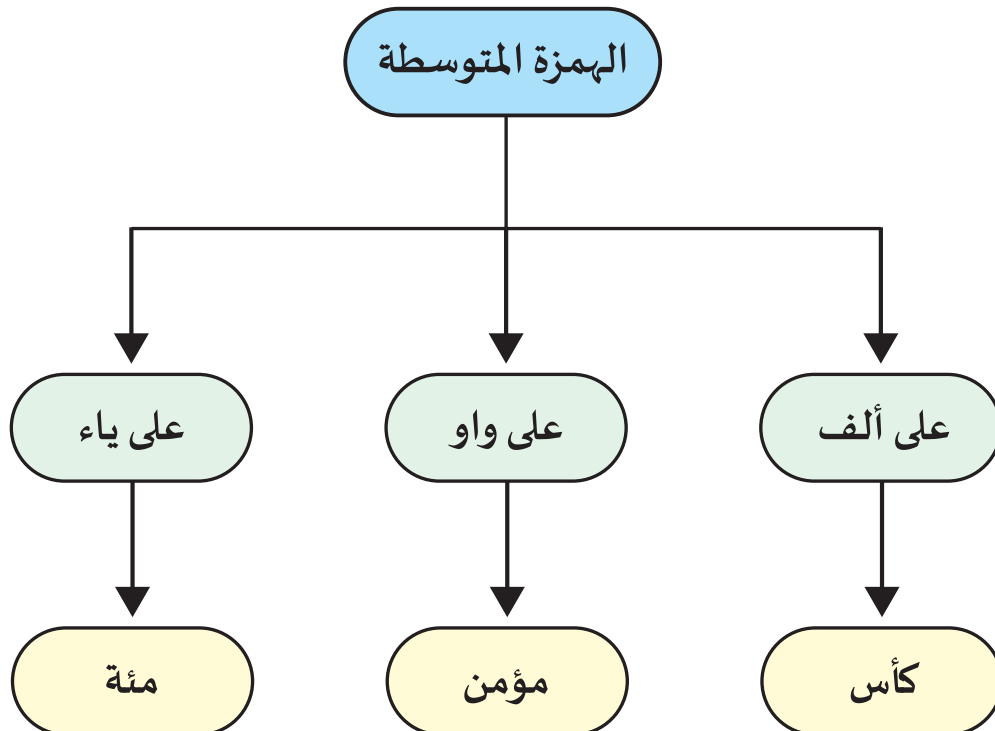 الهمزة المتوسطة
على ألف
على واو
على ياء
كأس
مؤمن
مئة